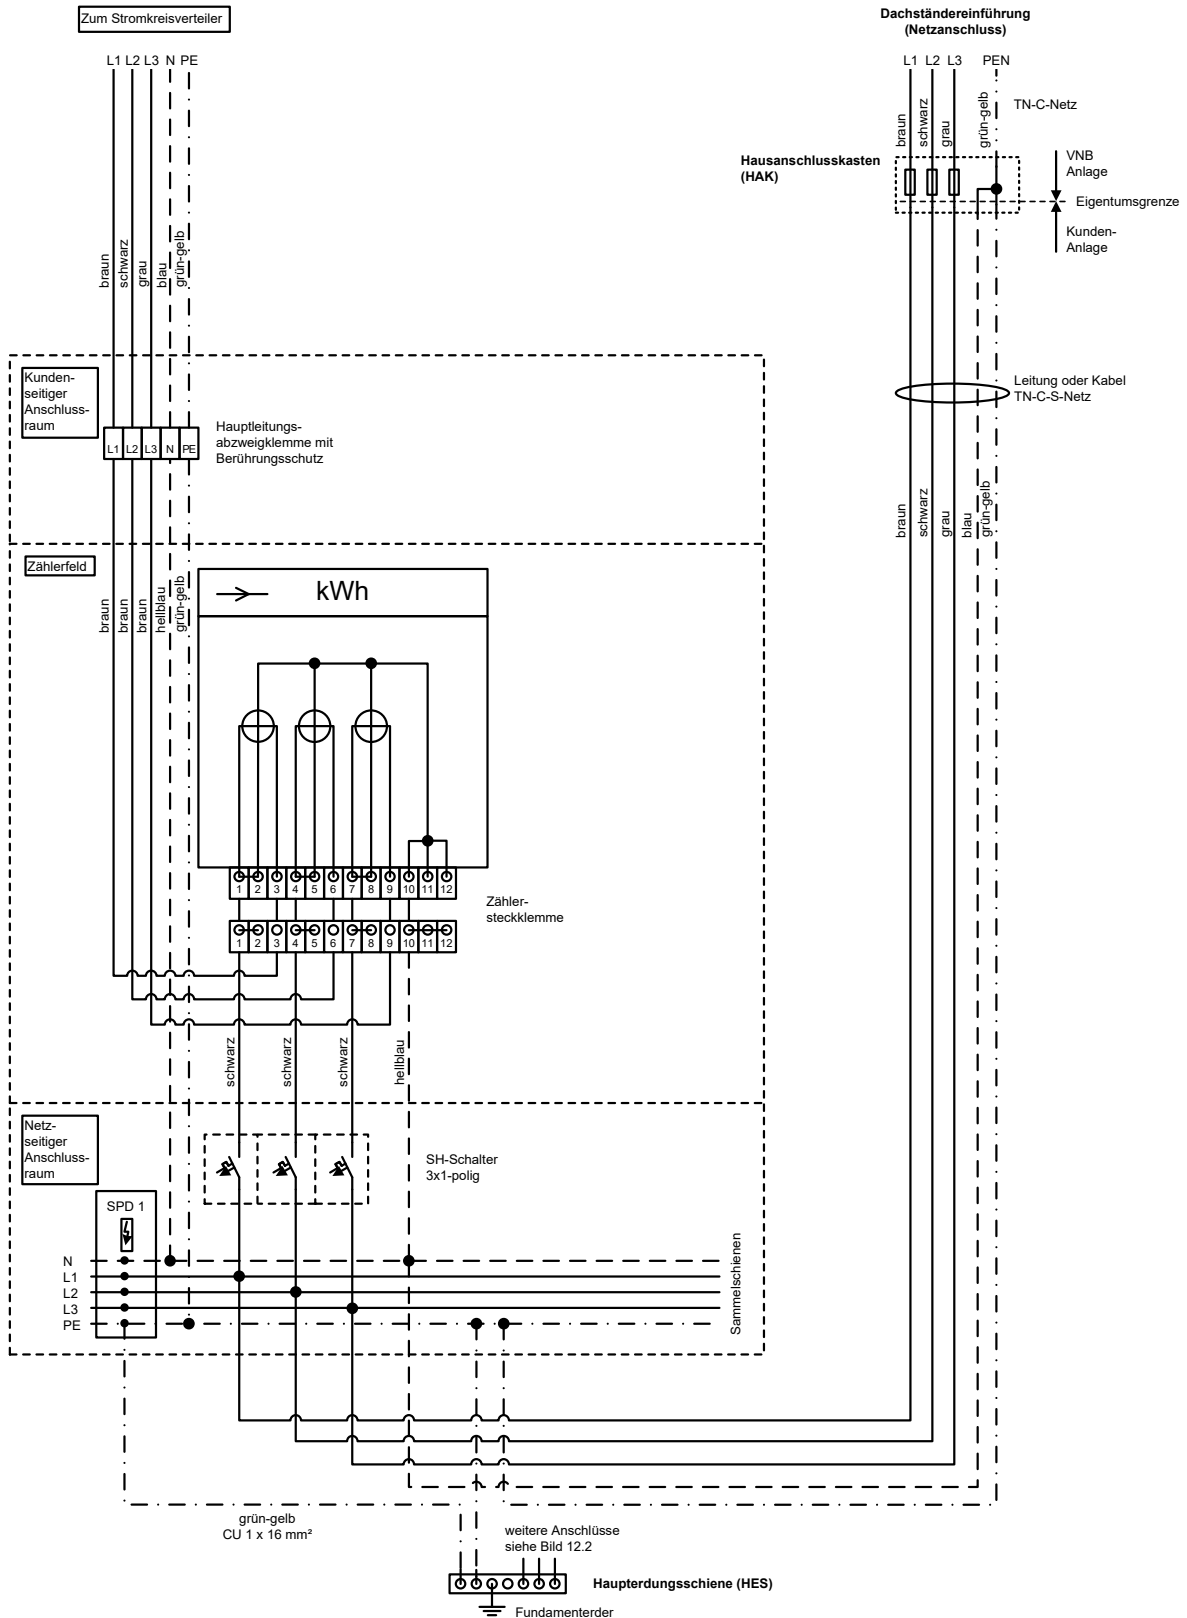 Zum Stromkreisverteiler
Dachständereinführung
(Netzanschluss)
L1 L2 L3 N PE
L1 L2 L3 PEN
braun
schwarz
grau
grün-gelb
TN-C-Netz
Hausanschlusskasten
(HAK)
VNB
Anlage
Eigentumsgrenze
Kunden-
Anlage
braun
schwarz
grau
blau
grün-gelb
Kunden-
seitiger
Anschluss-
raum
L1 L2 L3 N PE
Hauptleitungs-
abzweigklemme mit
Berührungsschutz
Leitung oder Kabel
TN-C-S-Netz
braun
schwarz
grau
blau
grün-gelb
Zählerfeld
braun
braun
braun
hellblau
grün-gelb
kWh
1 2 3 4 5 6 7 8 9 10 11 12
Zähler-
steckklemme
1 2 3 4 5 6 7 8 9 10 11 12
schwarz
schwarz
schwarz
hellblau
Netz-
seitiger
Anschluss-
raum
SH-Schalter
3x1-polig
SPD 1
N
L1
L2
L3
PE
Sammelschienen
grün-gelb
CU 1 x 16 mm²
weitere Anschlüsse
siehe Bild 12.2
Haupterdungsschiene (HES)
Fundamenterder